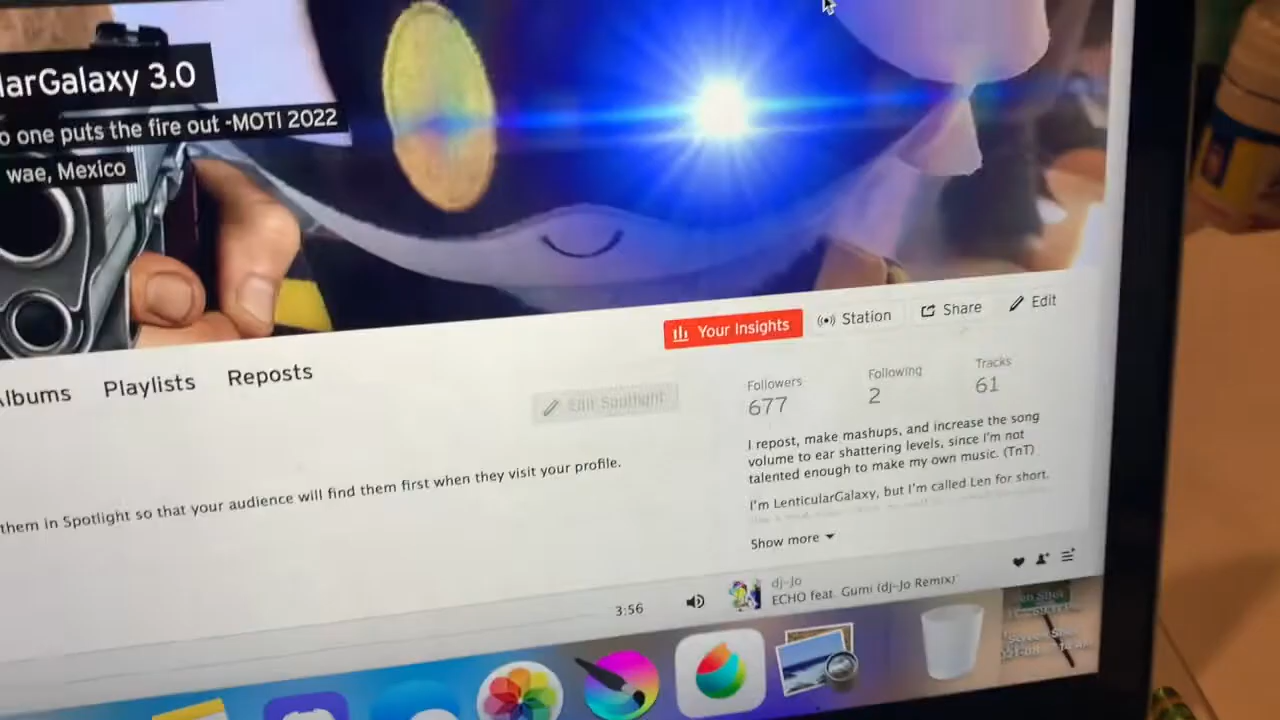 larGalaxy 3.0
o one puts the fire out -MOTI 2022
wae, Mexico
Your Insights
Station
Share
Edit
Albums
Playlists
Reposts
Edit Spotlight
Followers
677
Following
2
Tracks
61
I repost, make mashups, and increase the song
volume to ear shattering levels, since I'm not
talented enough to make my own music. (TnT)
I'm LenticularGalaxy, but I'm called Len for short.
Show more
them in Spotlight so that your audience will find them first when they visit your profile.
3:56
dj-Jo
ECHO feat. Gumi (dj-Jo Remix)